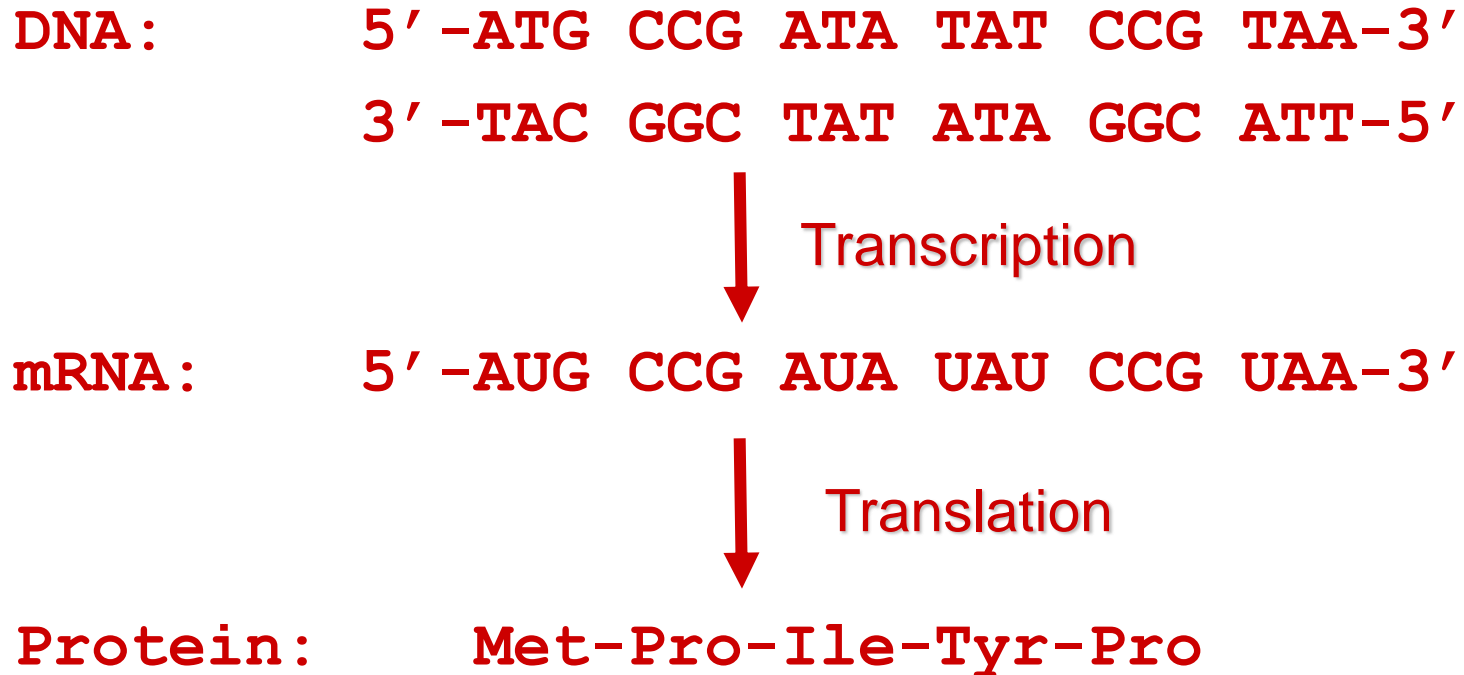 DNA: 5′-ATG CCG ATA TAT CCG TAA-3′
3′-TAC GGC TAT ATA GGC ATT-5′
Transcription
mRNA: 5′-AUG CCG AUA UAU CCG UAA-3′
Translation
Protein: Met-Pro-Ile-Tyr-Pro